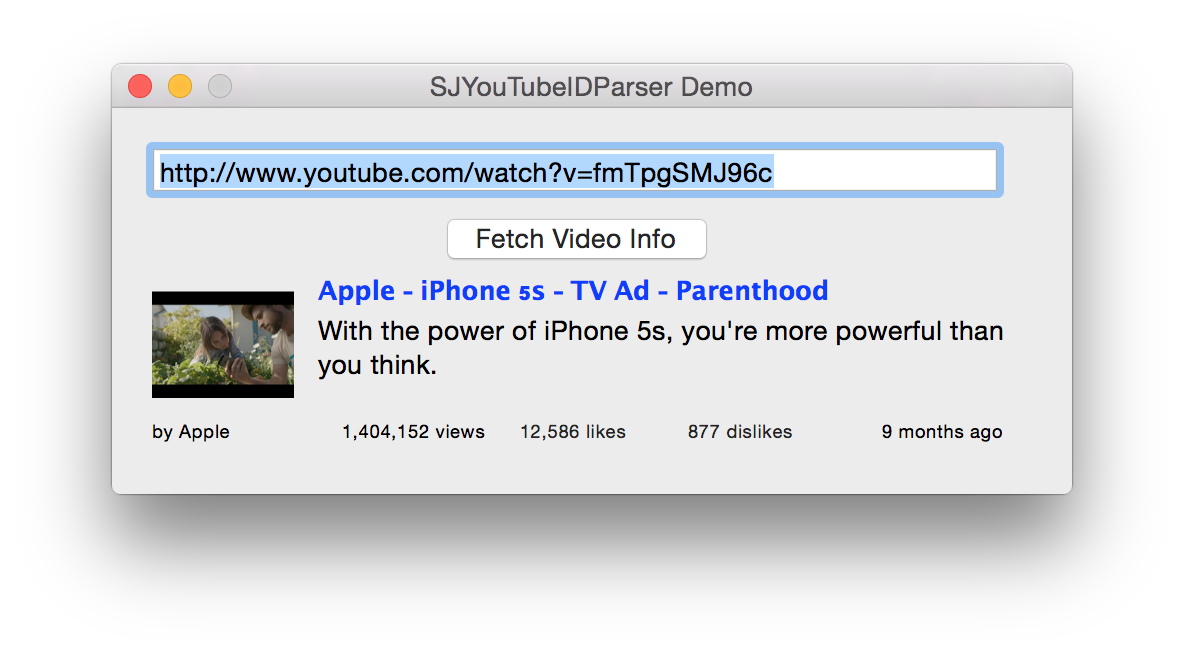 SJYouTubeIDParser Demo
http://www.youtube.com/watch?v=fmTpgSMJ96c
Fetch Video Info
Apple - iPhone 5s - TV Ad - Parenthood
With the power of iPhone 5s, you're more powerful than
you think.
by Apple 1,404,152 views 12,586 likes 877 dislikes 9 months ago